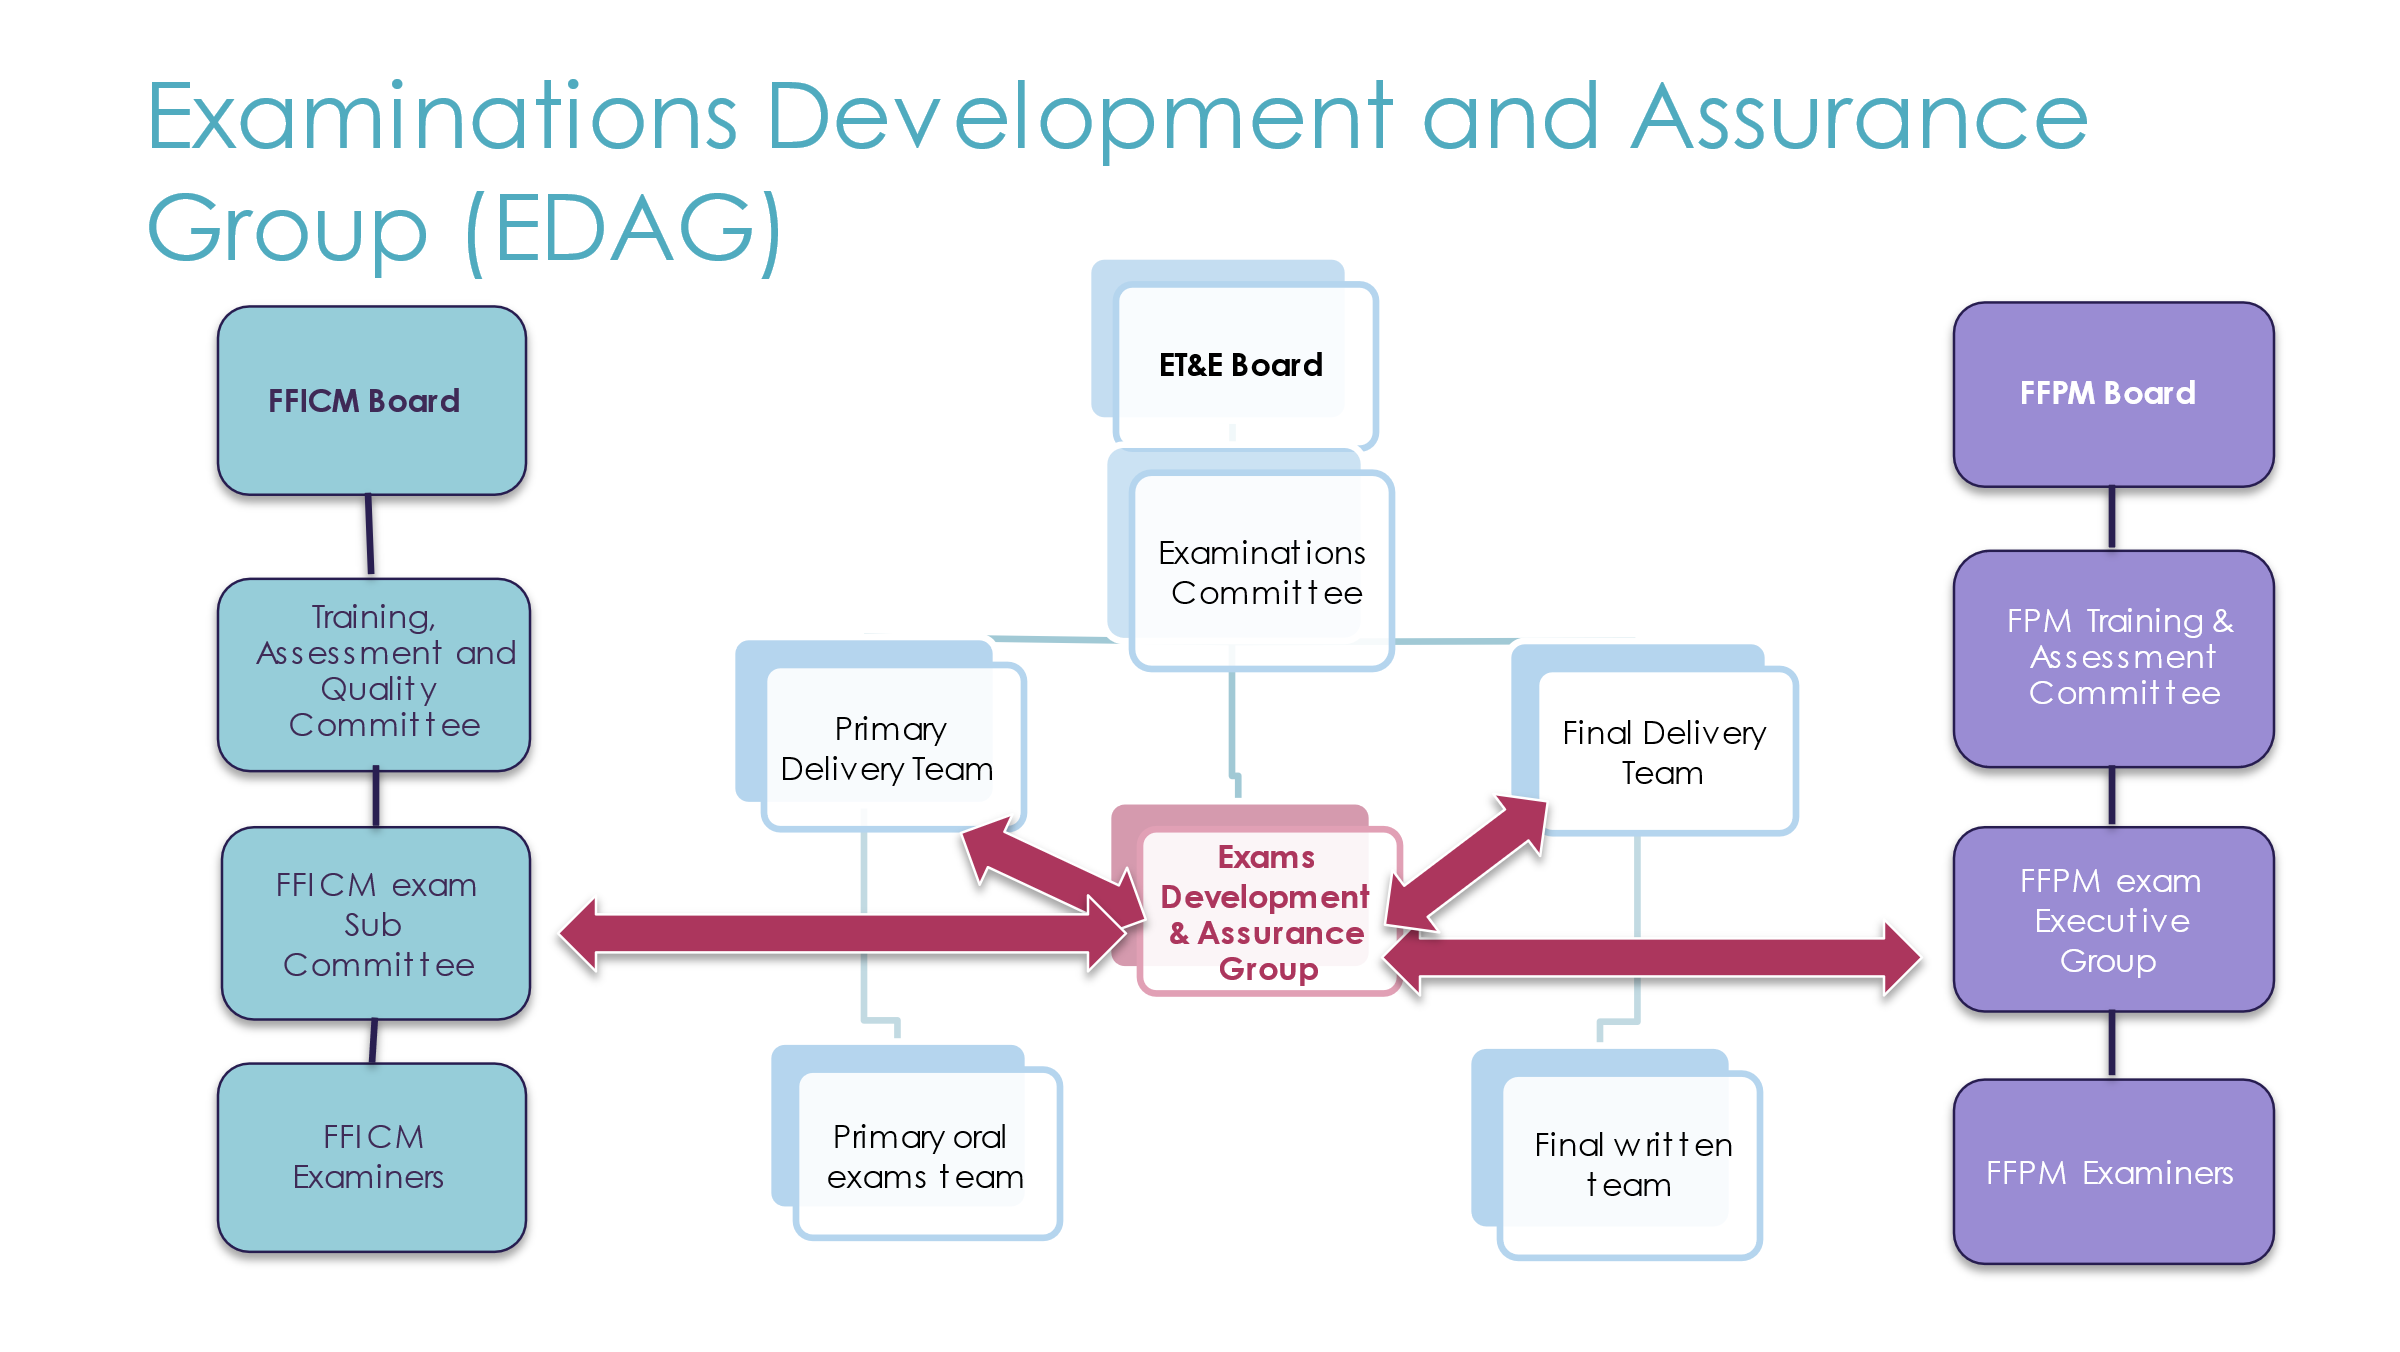 Examinations Development and Assurance
Group (EDAG)
FFICM Board
Training,
Assessment and
Quality
Committee
FFICM exam
Sub
Committee
FFICM
Examiners
ET&E Board
Examinations
Committee
Primary
Delivery Team
Final Delivery
Team
Exams
Development
& Assurance
Group
Primary oral
exams team
Final written
team
FFPM Board
FPM Training &
Assessment
Committee
FFPM exam
Executive
Group
FFPM Examiners